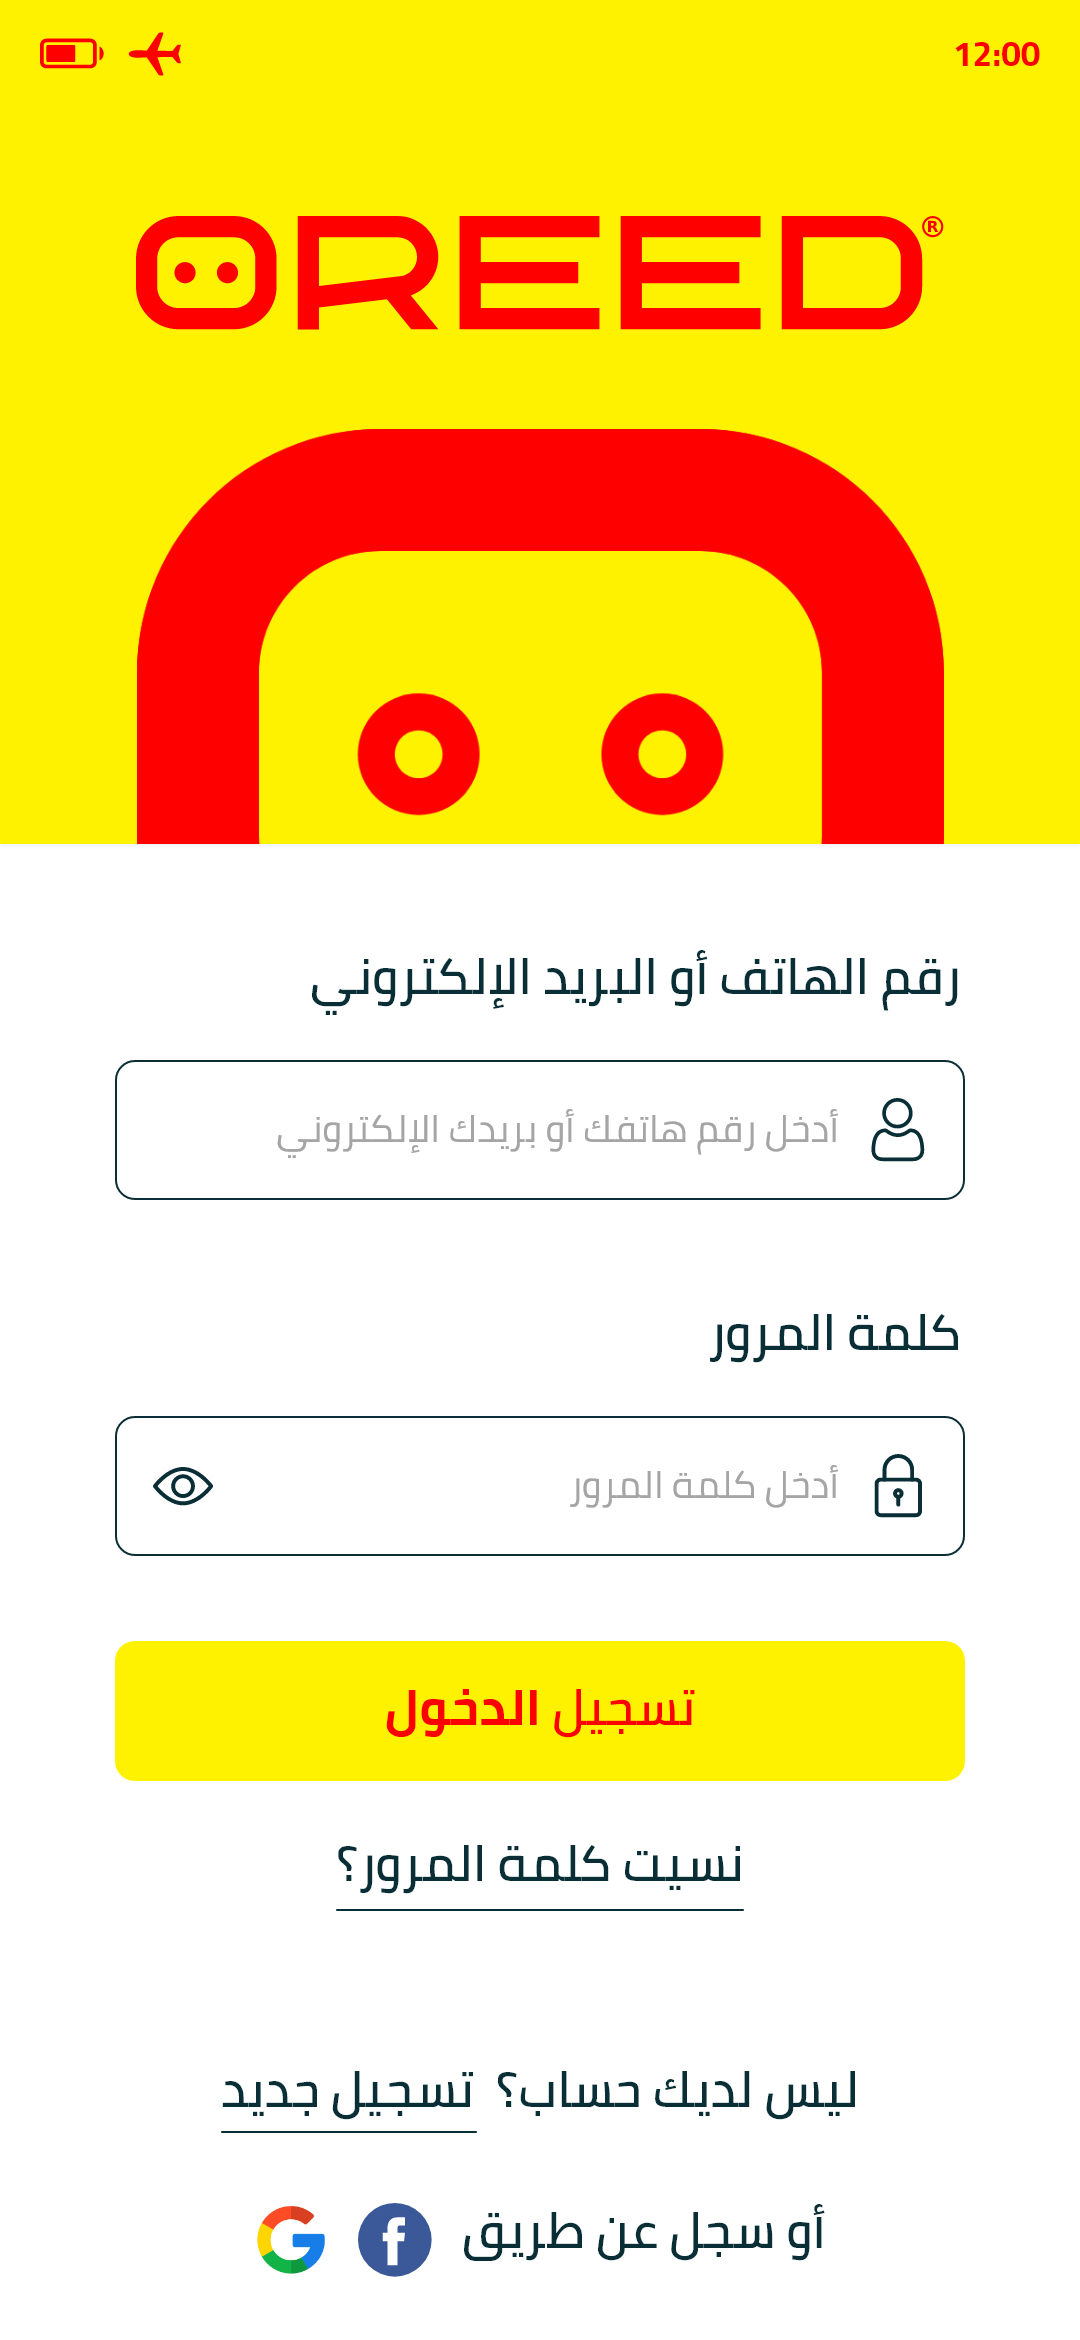 12:00
OREED®
رقم الهاتف أو البريد الإلكتروني
أدخل رقم هاتفك أو بريدك الإلكتروني
كلمة المرور
أدخل كلمة المرور
تسجيل الدخول
نسيت كلمة المرور؟
ليس لديك حساب؟ تسجيل جديد
أو سجل عن طريق